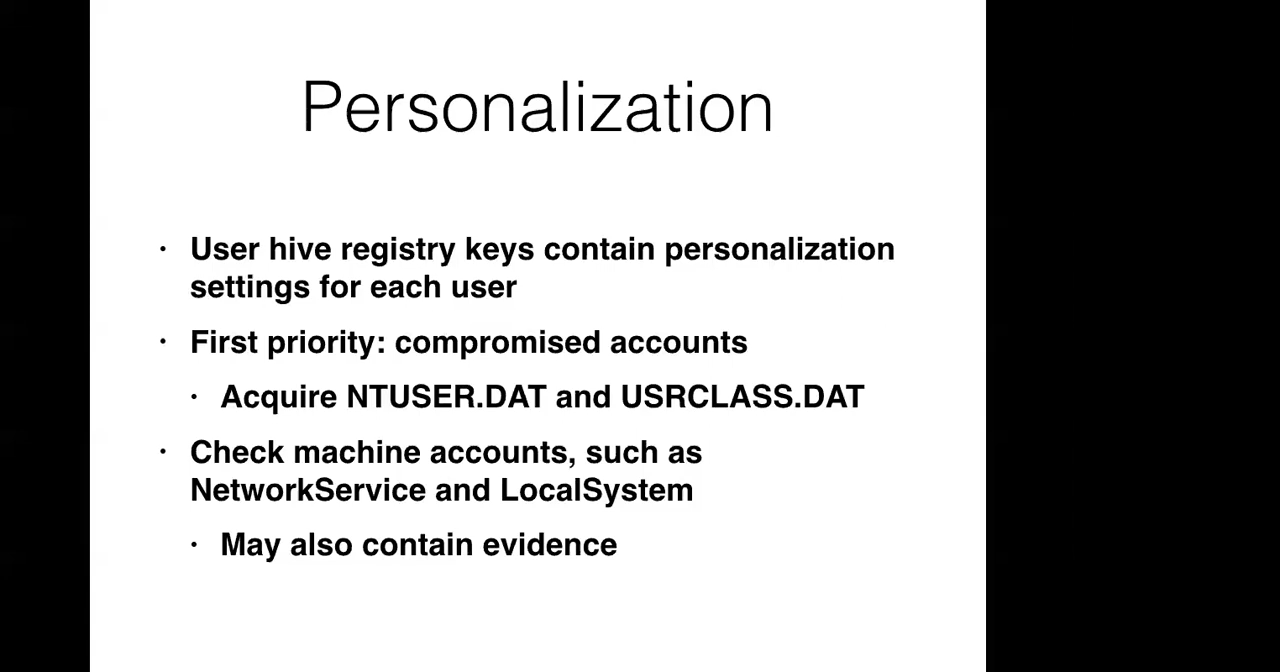 Personalization
• User hive registry keys contain personalization
settings for each user
• First priority: compromised accounts
• Acquire NTUSER.DAT and USRCLASS.DAT
• Check machine accounts, such as
NetworkService and LocalSystem
• May also contain evidence